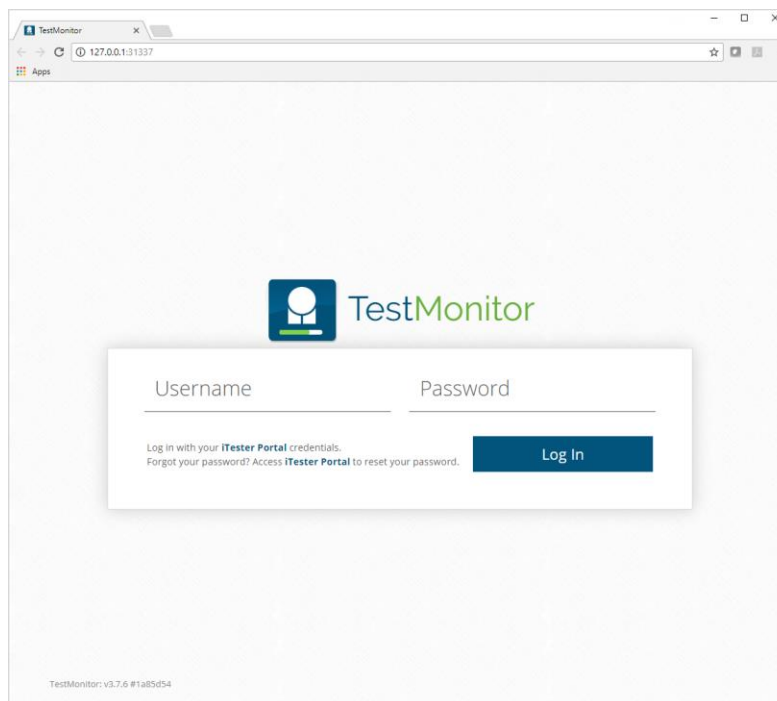 TestMonitor
127.0.0.1:31337
Apps
TestMonitor
Username Password
Log in with your iTester Portal credentials.
Forgot your password? Access iTester Portal to reset your password.
Log In
TestMonitor: v3.7.6 #1a85d54